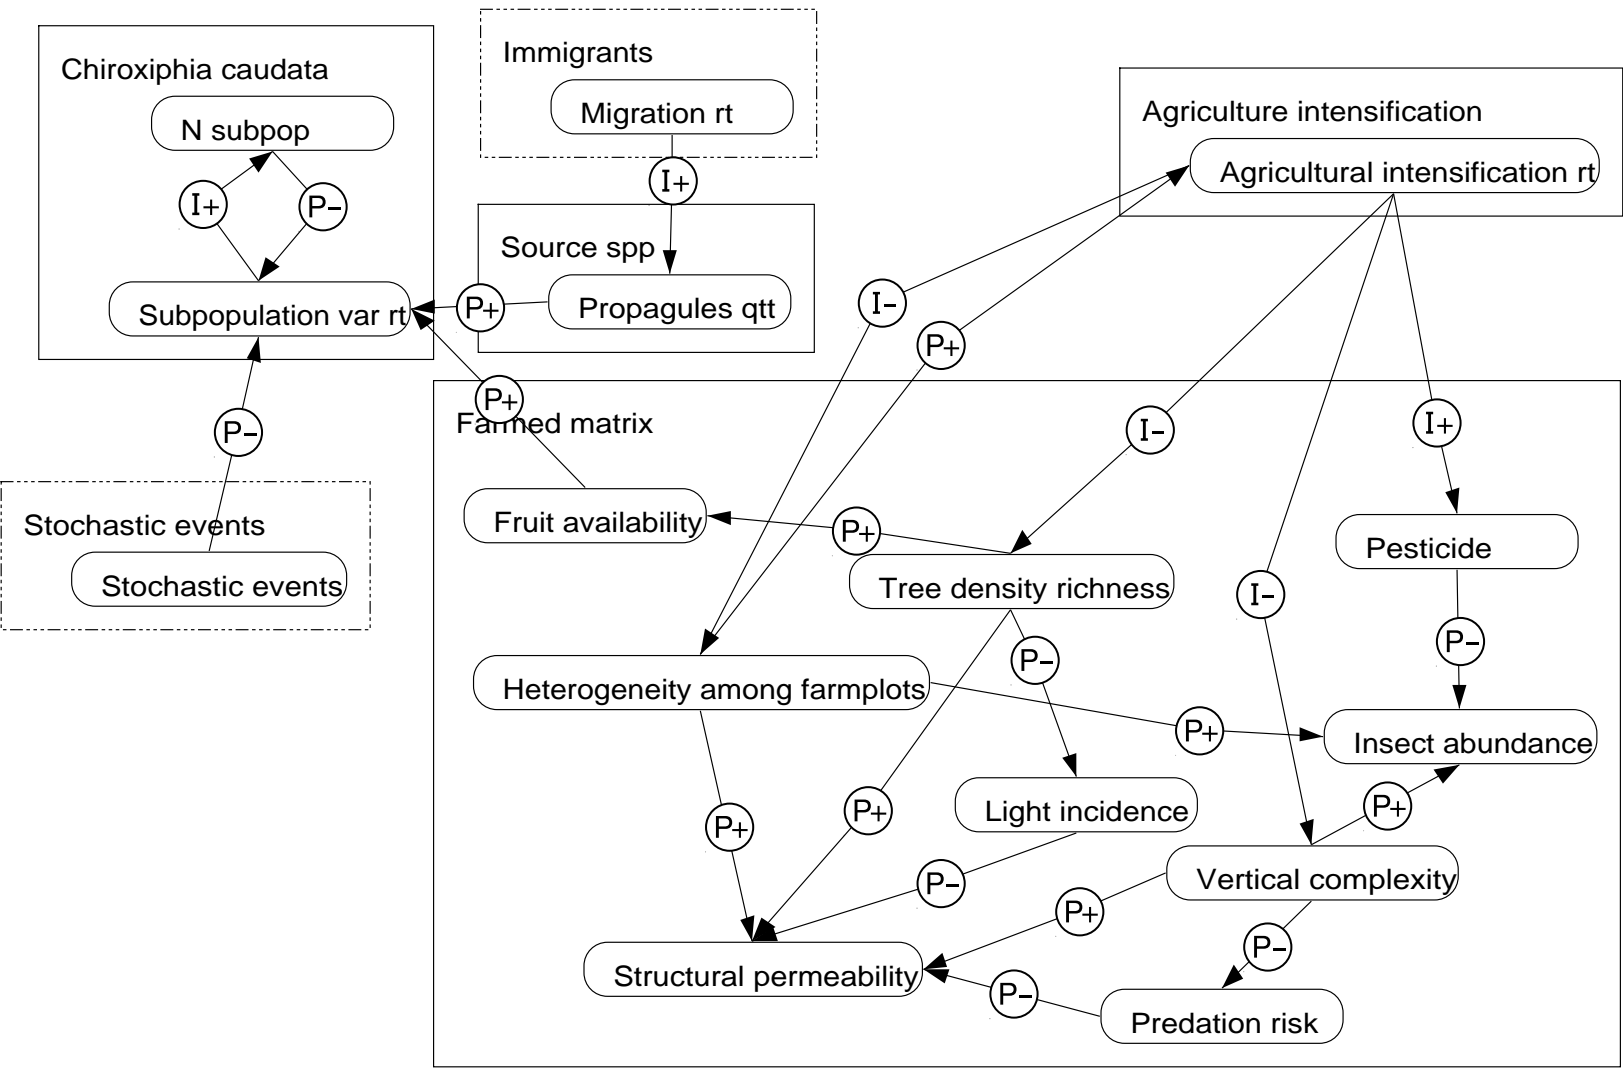 Immigrants
Chiroxiphia caudata
Migration rt
Agriculture intensification
N subpop
Agricultural intensification rt
I+
I+
P-
Source spp
Subpopulation var rt
P+
Propagules qtt
I-
P+
P+
P-
Farmed matrix
I-
I+
Stochastic events
Fruit availability
P+
Pesticide
Stochastic events
Tree density richness
I-
P-
P-
Heterogeneity among farmplots
P+
Insect abundance
P+
P+
Light incidence
P+
P-
Vertical complexity
P+
P-
Structural permeability
P-
Predation risk